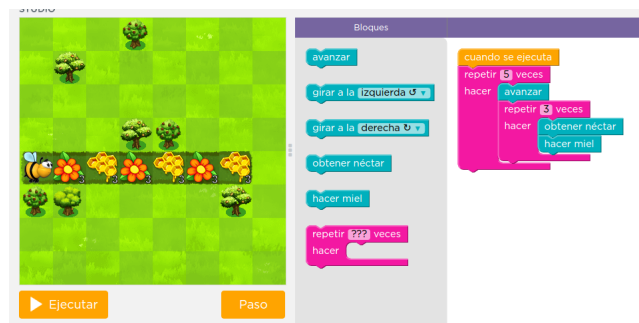 STUDIO
Bloques
avanzar
girar a la izquierda ↺ ▼
girar a la derecha ↻ ▼
obtener néctar
hacer miel
repetir ??? veces
hacer
cuando se ejecuta
repetir 5 veces
hacer avanzar
repetir 3 veces
hacer obtener néctar
hacer miel
Ejecutar
Paso